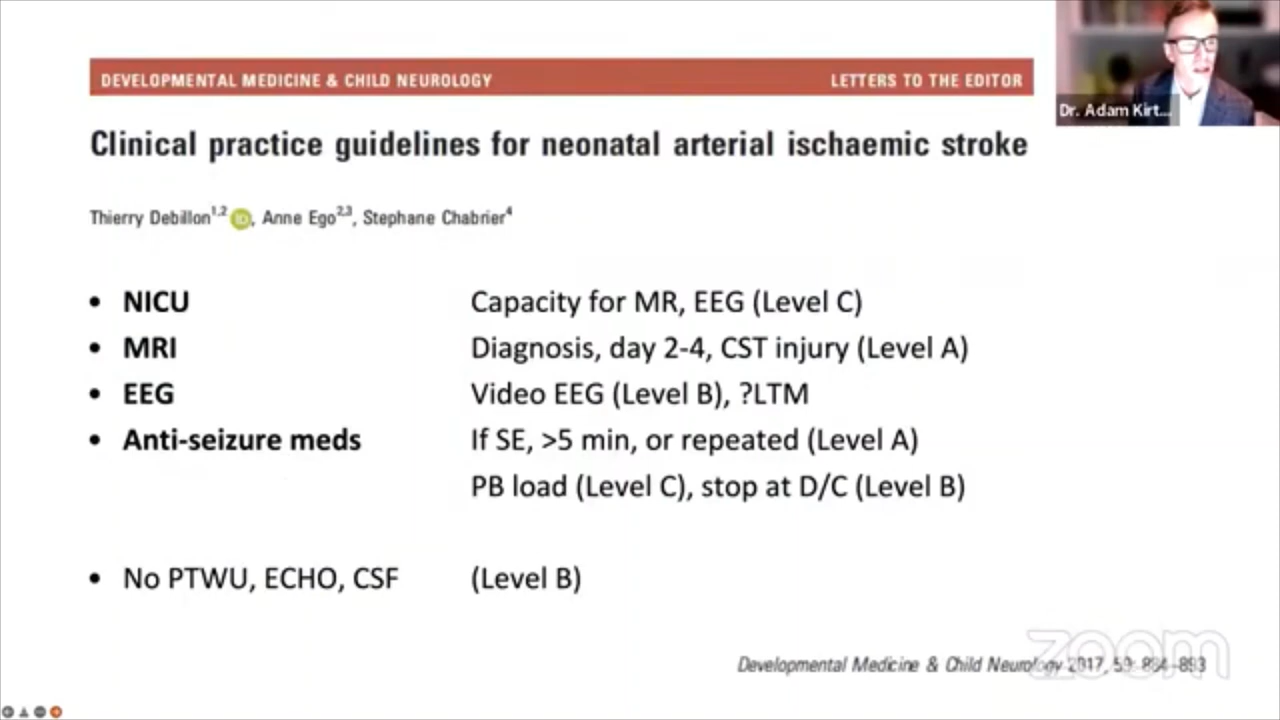 DEVELOPMENTAL MEDICINE & CHILD NEUROLOGY LETTERS TO THE EDITOR
Dr. Adam Kirt...
Clinical practice guidelines for neonatal arterial ischaemic stroke
Thierry Debillon1,2 iD, Anne Ego2,3, Stephane Chabrier4
• NICU Capacity for MR, EEG (Level C)
• MRI Diagnosis, day 2-4, CST injury (Level A)
• EEG Video EEG (Level B), ?LTM
• Anti-seizure meds If SE, >5 min, or repeated (Level A)
PB load (Level C), stop at D/C (Level B)
• No PTWU, ECHO, CSF (Level B)
zoom
Developmental Medicine & Child Neurology 2017, 59: